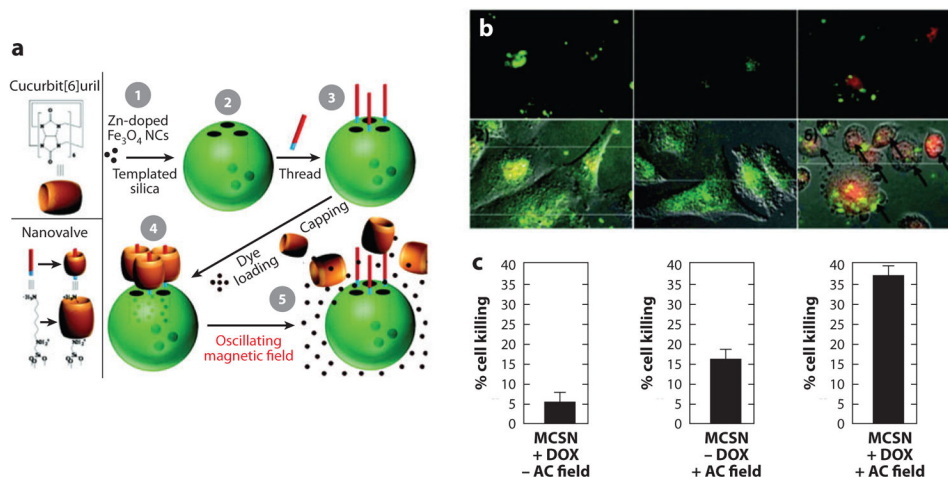 a
Cucurbit[6]uril
Nanovalve
1
Zn-doped
Fe₃O₄ NCs
Templated
silica
2
Thread
3
Capping
Dye
loading
4
5
Oscillating
magnetic field
b
c
% cell killing
40
35
30
25
20
15
10
5
0
MCSN
+ DOX
– AC field
% cell killing
40
35
30
25
20
15
10
5
0
MCSN
– DOX
+ AC field
% cell killing
40
35
30
25
20
15
10
5
0
MCSN
+ DOX
+ AC field